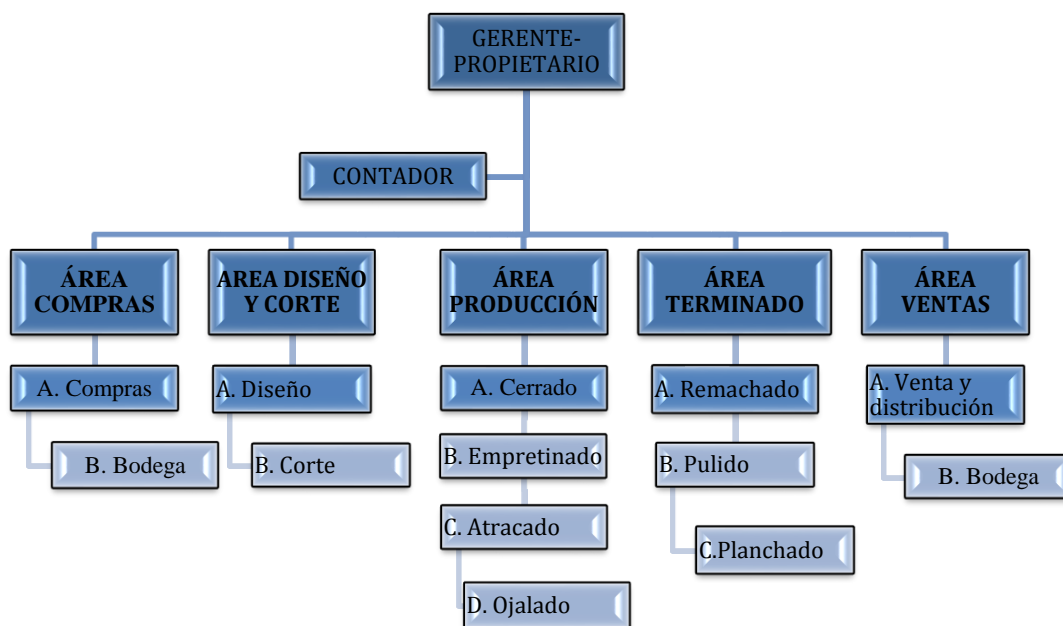 GERENTE-
PROPIETARIO
CONTADOR
ÁREA
COMPRAS
AREA DISEÑO
Y CORTE
ÁREA
PRODUCCIÓN
ÁREA
TERMINADO
ÁREA
VENTAS
A. Compras
B. Bodega
A. Diseño
B. Corte
A. Cerrado
B. Empretinado
C. Atracado
D. Ojalado
A. Remachado
B. Pulido
C.Planchado
A. Venta y
distribución
B. Bodega